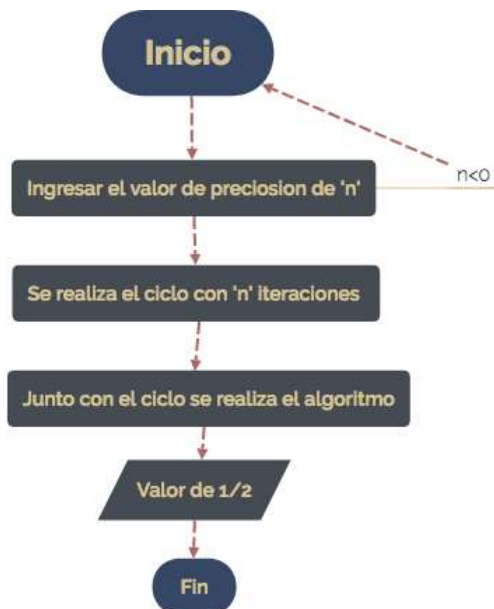 Inicio
n<0
Ingresar el valor de preciosion de 'n'
Se realiza el ciclo con 'n' iteraciones
Junto con el ciclo se realiza el algoritmo
Valor de 1/2
Fin